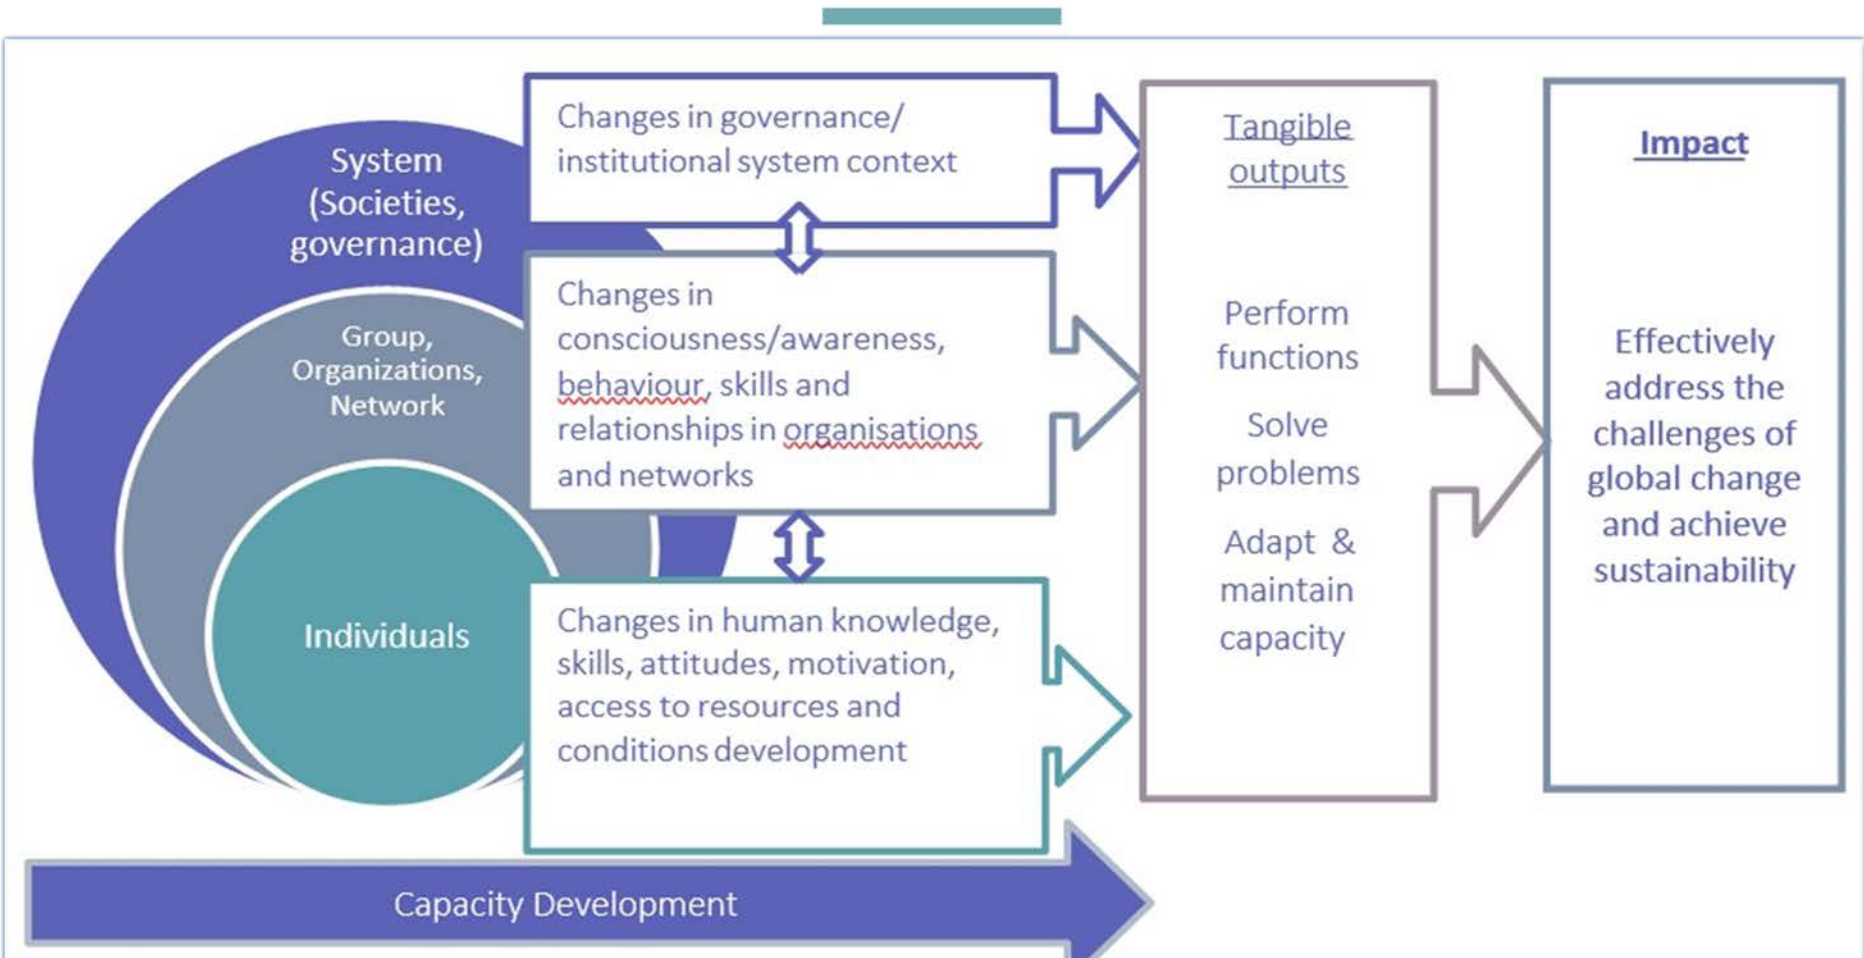 System
(Societies,
governance)
Group,
Organizations,
Network
Individuals
Changes in governance/
institutional system context
Changes in
consciousness/awareness,
behaviour, skills and
relationships in organisations
and networks
Changes in human knowledge,
skills, attitudes, motivation,
access to resources and
conditions development
Tangible
outputs
Perform
functions
Solve
problems
Adapt &
maintain
capacity
Impact
Effectively
address the
challenges of
global change
and achieve
sustainability
Capacity Development